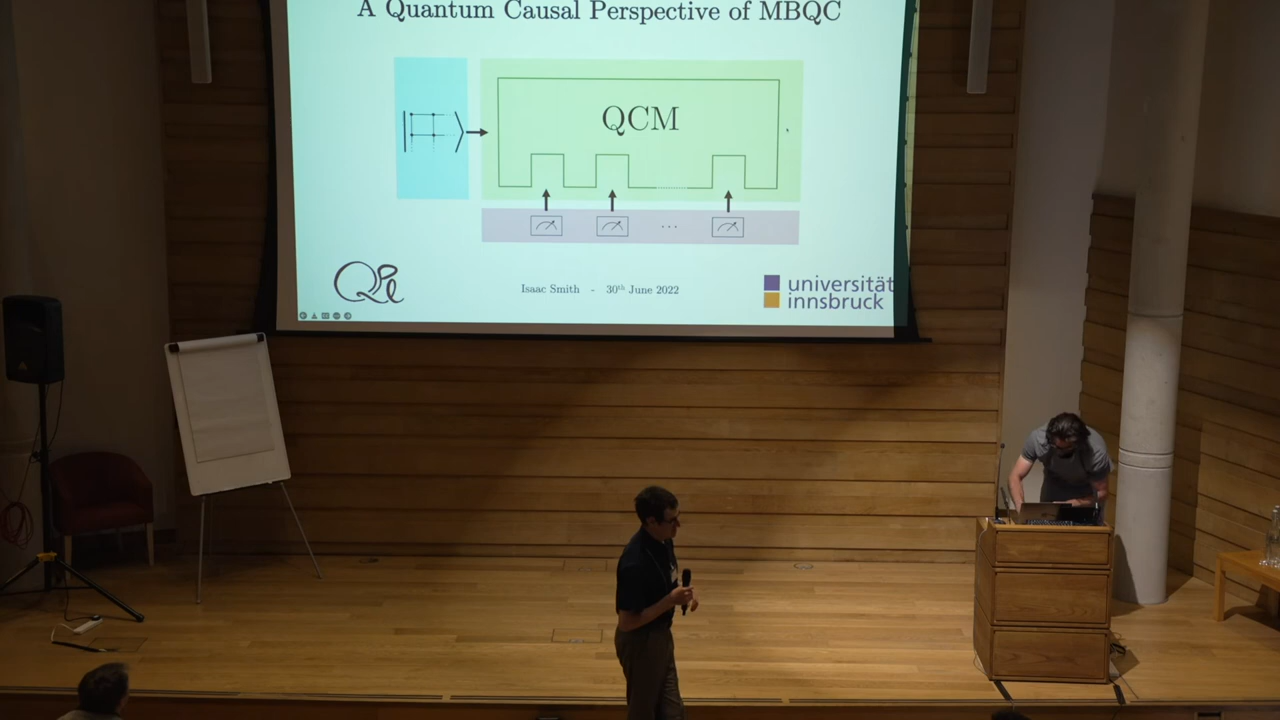 A Quantum Causal Perspective of MBQC
QCM
...
Isaac Smith - 30th June 2022
universität
innsbruck